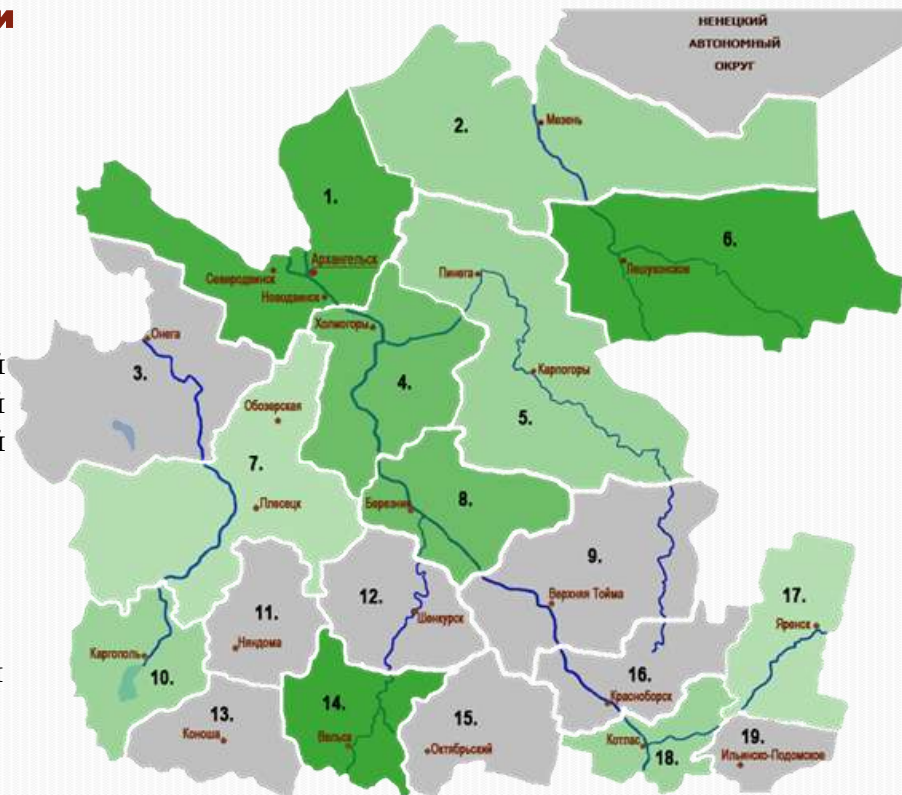 и
НЕНЕЦКИЙ
АВТОНОМНЫЙ
ОКРУГ
2.
Мезень
1.
6.
Архангельск
Северодвинск
Новодвинск
Пинега
Лешуконское
Холмогоры
Онега
3.
4.
Карпогоры
й
Обозерская
й
5.
й
7.
Плесецк
Березник
8.
9.
12.
11.
Шенкурск
Верхняя Тойма
17.
Яренск
Няндома
Каргополь
10.
16.
Красноборск
14.
13.
15.
Коноша
Вельск
Октябрьский
Котлас
18.
19.
Ильинско-Подомское